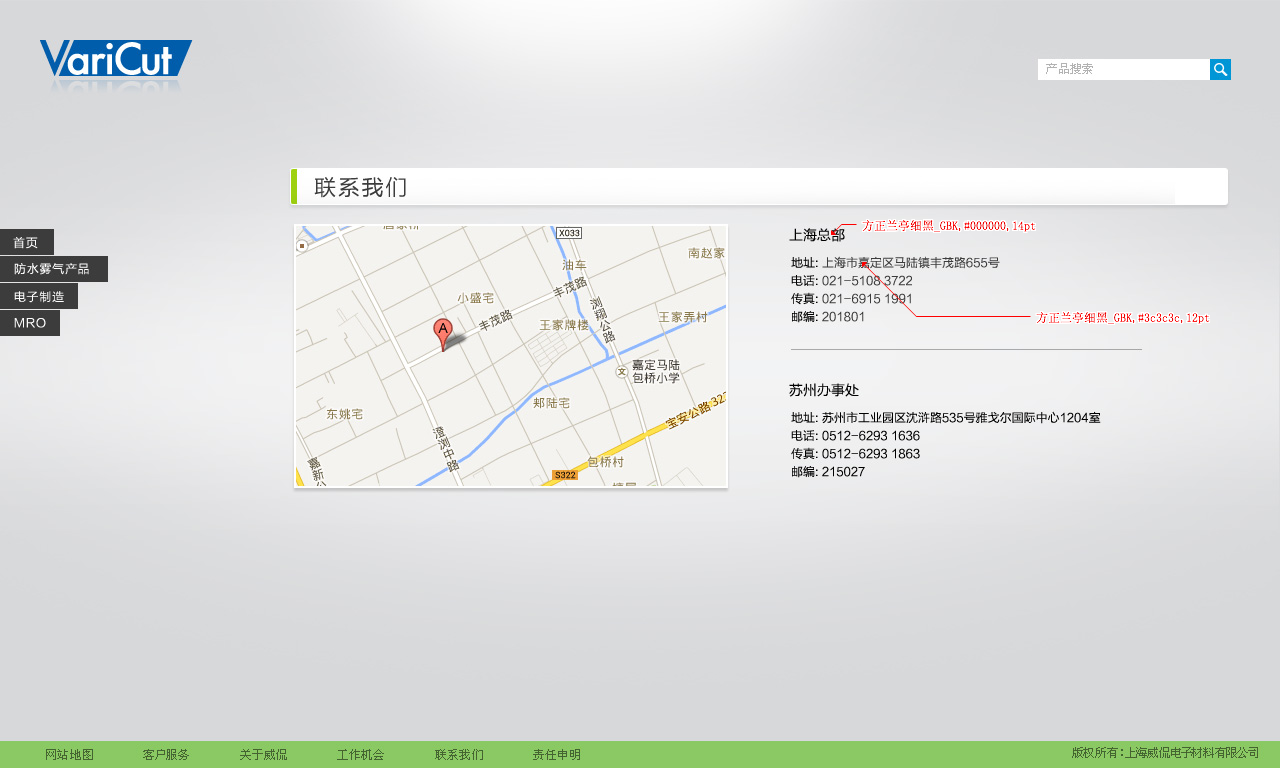 VariCut
产品搜索
联系我们
首页
防水雾气产品
电子制造
MRO
X033
南赵家
油车
丰茂路
小盛宅
浏翔公路
王家弄村
丰茂路
王家牌楼
A
文
嘉定马陆
包桥小学
东姚宅
郏陆宅
澄浏中路
宝安公路
322
包桥村
S322
嘉新公
上海总部
方正兰亭细黑_GBK,#000000,14pt
地址: 上海市嘉定区马陆镇丰茂路655号
电话: 021-5108 3722
传真: 021-6915 1991
邮编: 201801
方正兰亭细黑_GBK,#3c3c3c,12pt
苏州办事处
地址: 苏州市工业园区沈浒路535号雅戈尔国际中心1204室
电话: 0512-6293 1636
传真: 0512-6293 1863
邮编: 215027
网站地图 客户服务 关于威侃 工作机会 联系我们 责任申明
版权所有:上海威侃电子材料有限公司